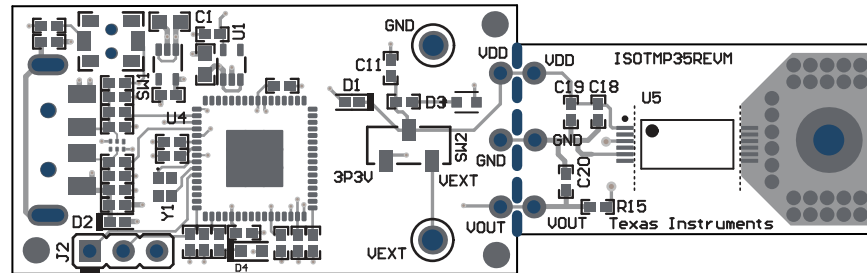 C1
U1
GND
VDD
VDD
ISOTMP35REVM
C11
SW1
D1
D3
C19
C18
U5
U4
SW2
GND
GND
3P3V
VEXT
C20
Y1
D2
VOUT
VOUT
R15
Texas Instruments
J2
D4
VEXT